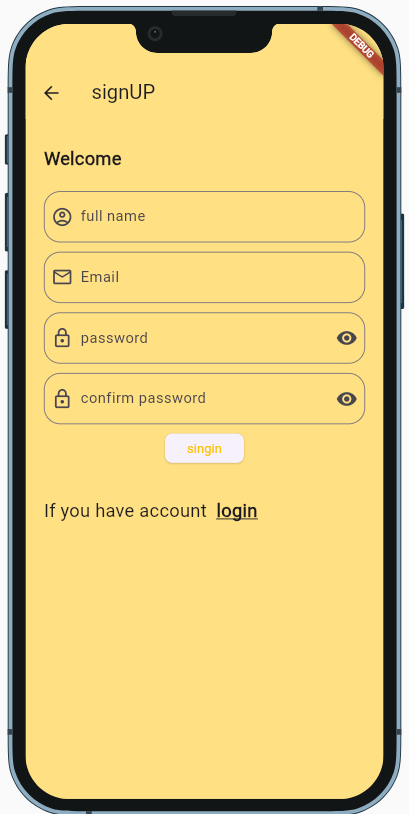 DEBUG
signUP
Welcome
full name
Email
password
confirm password
singin
If you have account login